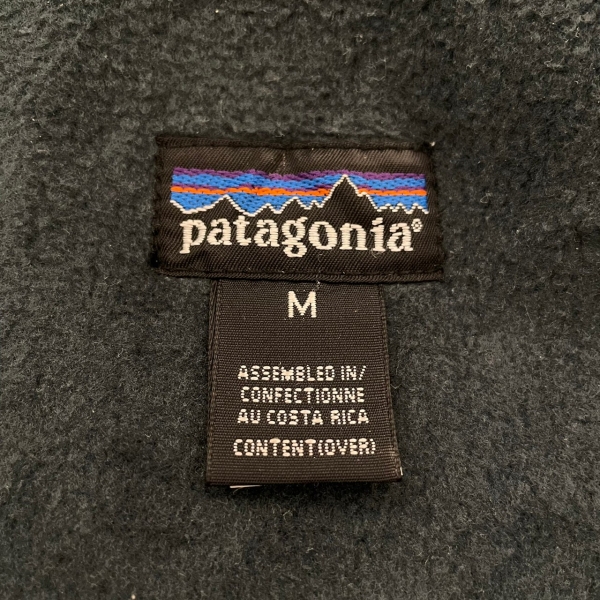 patagonia®
M
ASSEMBLED IN/
CONFECTIONNE
AU COSTA RICA
CONTENT(OVER)